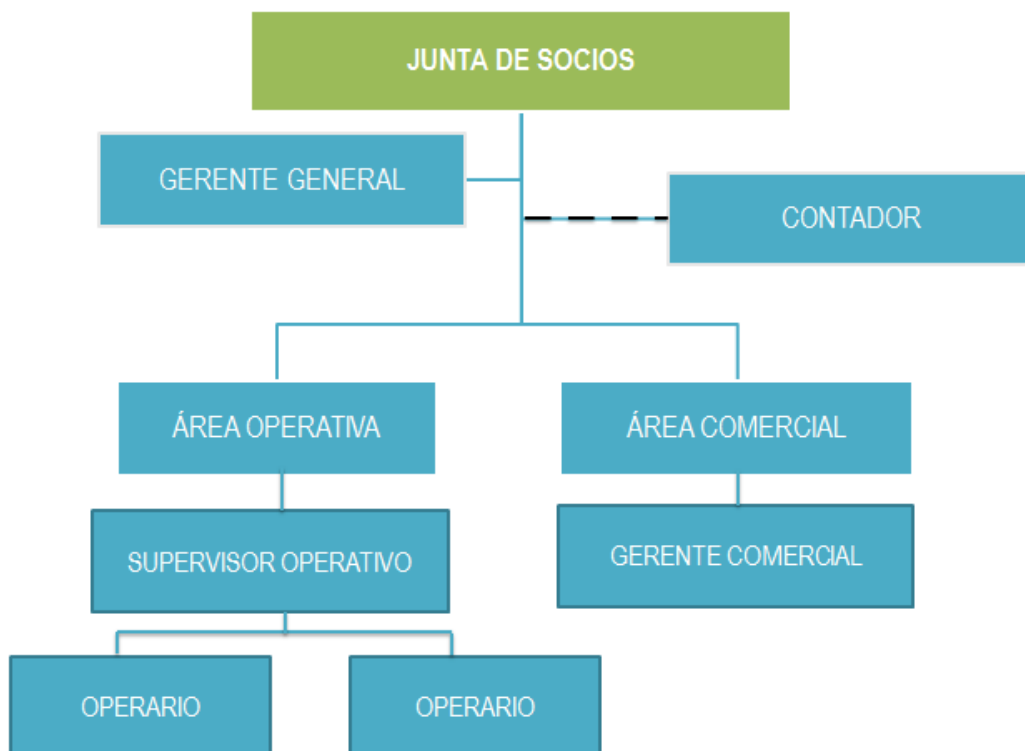 JUNTA DE SOCIOS
GERENTE GENERAL
CONTADOR
ÁREA OPERATIVA
ÁREA COMERCIAL
SUPERVISOR OPERATIVO
GERENTE COMERCIAL
OPERARIO
OPERARIO